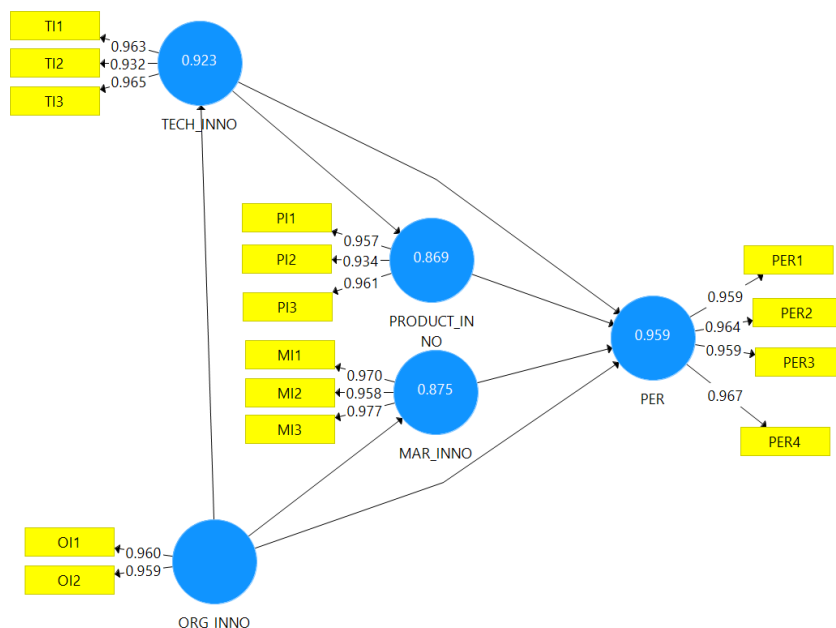 TI1
0.963
0.923
TI2
0.932
TI3
0.965
TECH_INNO
PI1
0.957
PI2
0.934
0.869
PI3
0.961
PRODUCT_IN
NO
PER1
0.959
PER2
0.964
0.959
PER3
0.959
PER
0.967
PER4
MI1
0.970
MI2
0.958
0.875
MI3
0.977
MAR_INNO
OI1
0.960
OI2
0.959
ORG INNO